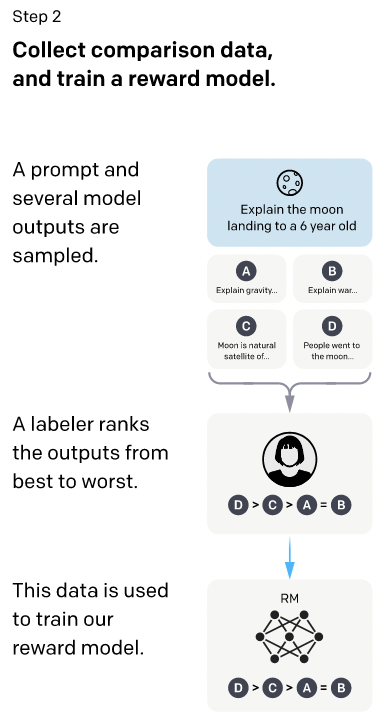 Step 2
Collect comparison data,
and train a reward model.
A prompt and
several model
outputs are
sampled.
Explain the moon
landing to a 6 year old
A
Explain gravity...
B
Explain war...
C
Moon is natural
satellite of...
D
People went to
the moon...
A labeler ranks
the outputs from
best to worst.
D > C > A = B
This data is used
to train our
reward model.
RM
D > C > A = B